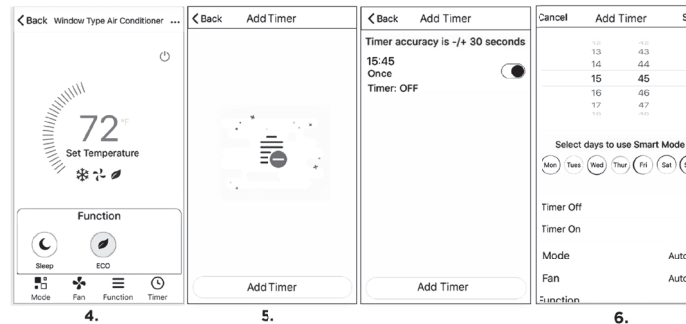 Back Window Type Air Conditioner ...
72°F
Set Temperature
Function
Sleep ECO
Mode Fan Function Timer
4.
Back Add Timer
Add Timer
5.
Back Add Timer
Timer accuracy is -/+ 30 seconds
15:45
Once
Timer: OFF
Add Timer
Cancel Add Timer S
13 43
14 44
15 45
16 46
17 47
Select days to use Smart Mode
Mon Tues Wed Thur Fri Sat
Timer Off
Timer On
Mode Auto
Fan Auto
Function
6.